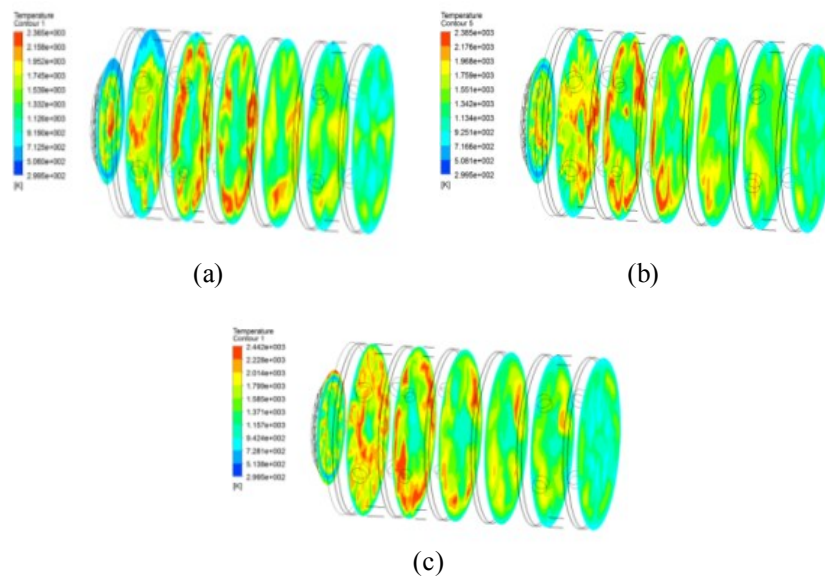 Temperature
Contour 1
2.365e+003
2.158e+003
1.952e+003
1.745e+003
1.539e+003
1.332e+003
1.126e+003
9.190e+002
7.125e+002
5.060e+002
2.995e+002
[K]
(a)
Temperature
Contour 5
2.385e+003
2.176e+003
1.968e+003
1.759e+003
1.551e+003
1.342e+003
1.134e+003
9.251e+002
7.166e+002
5.081e+002
2.995e+002
[K]
(b)
Temperature
Contour 1
2.442e+003
2.228e+003
2.014e+003
1.799e+003
1.585e+003
1.371e+003
1.157e+003
9.424e+002
7.281e+002
5.138e+002
2.995e+002
[K]
(c)